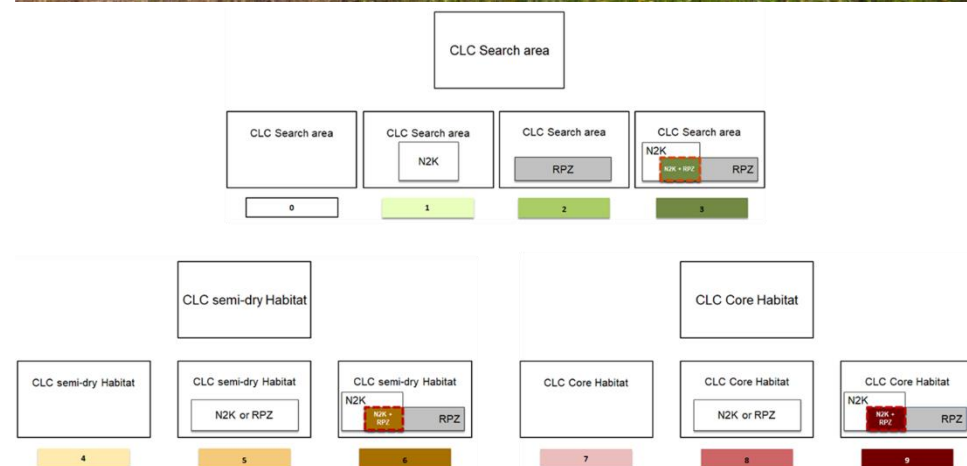 CLC Search area
CLC Search area
CLC Search area
N2K
CLC Search area
RPZ
CLC Search area
N2K
N2K + RPZ
RPZ
0
1
2
3
CLC semi-dry Habitat
CLC semi-dry Habitat
CLC semi-dry Habitat
N2K or RPZ
CLC semi-dry Habitat
N2K
N2K +
RPZ
RPZ
4
5
6
CLC Core Habitat
CLC Core Habitat
CLC Core Habitat
N2K or RPZ
CLC Core Habitat
N2K
N2K +
RPZ
RPZ
7
8
9